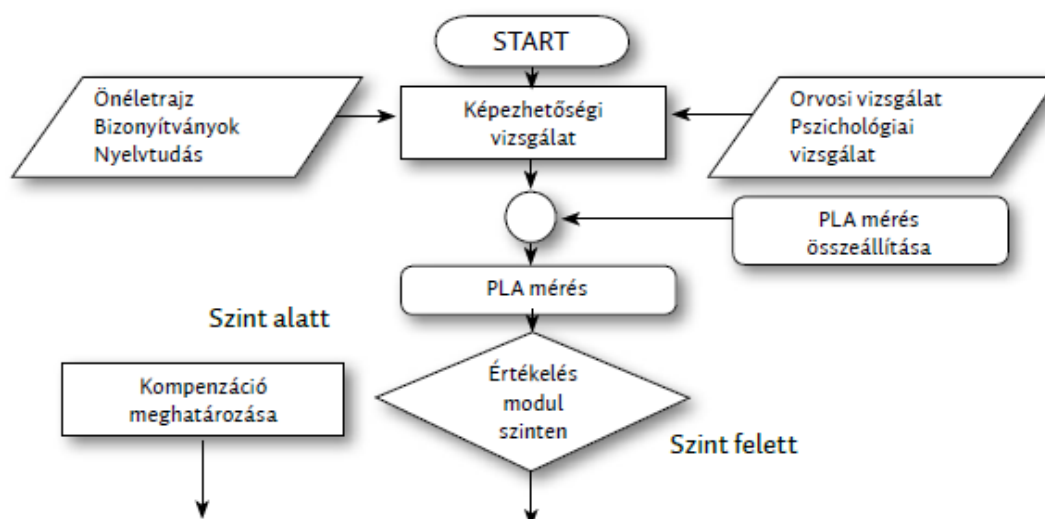 START
Önéletrajz
Bizonyítványok
Nyelvtudás
Képezhetőségi
vizsgálat
Orvosi vizsgálat
Pszichológiai
vizsgálat
PLA mérés
összeállítása
PLA mérés
Szint alatt
Kompenzáció
meghatározása
Értékelés
modul
szinten
Szint felett